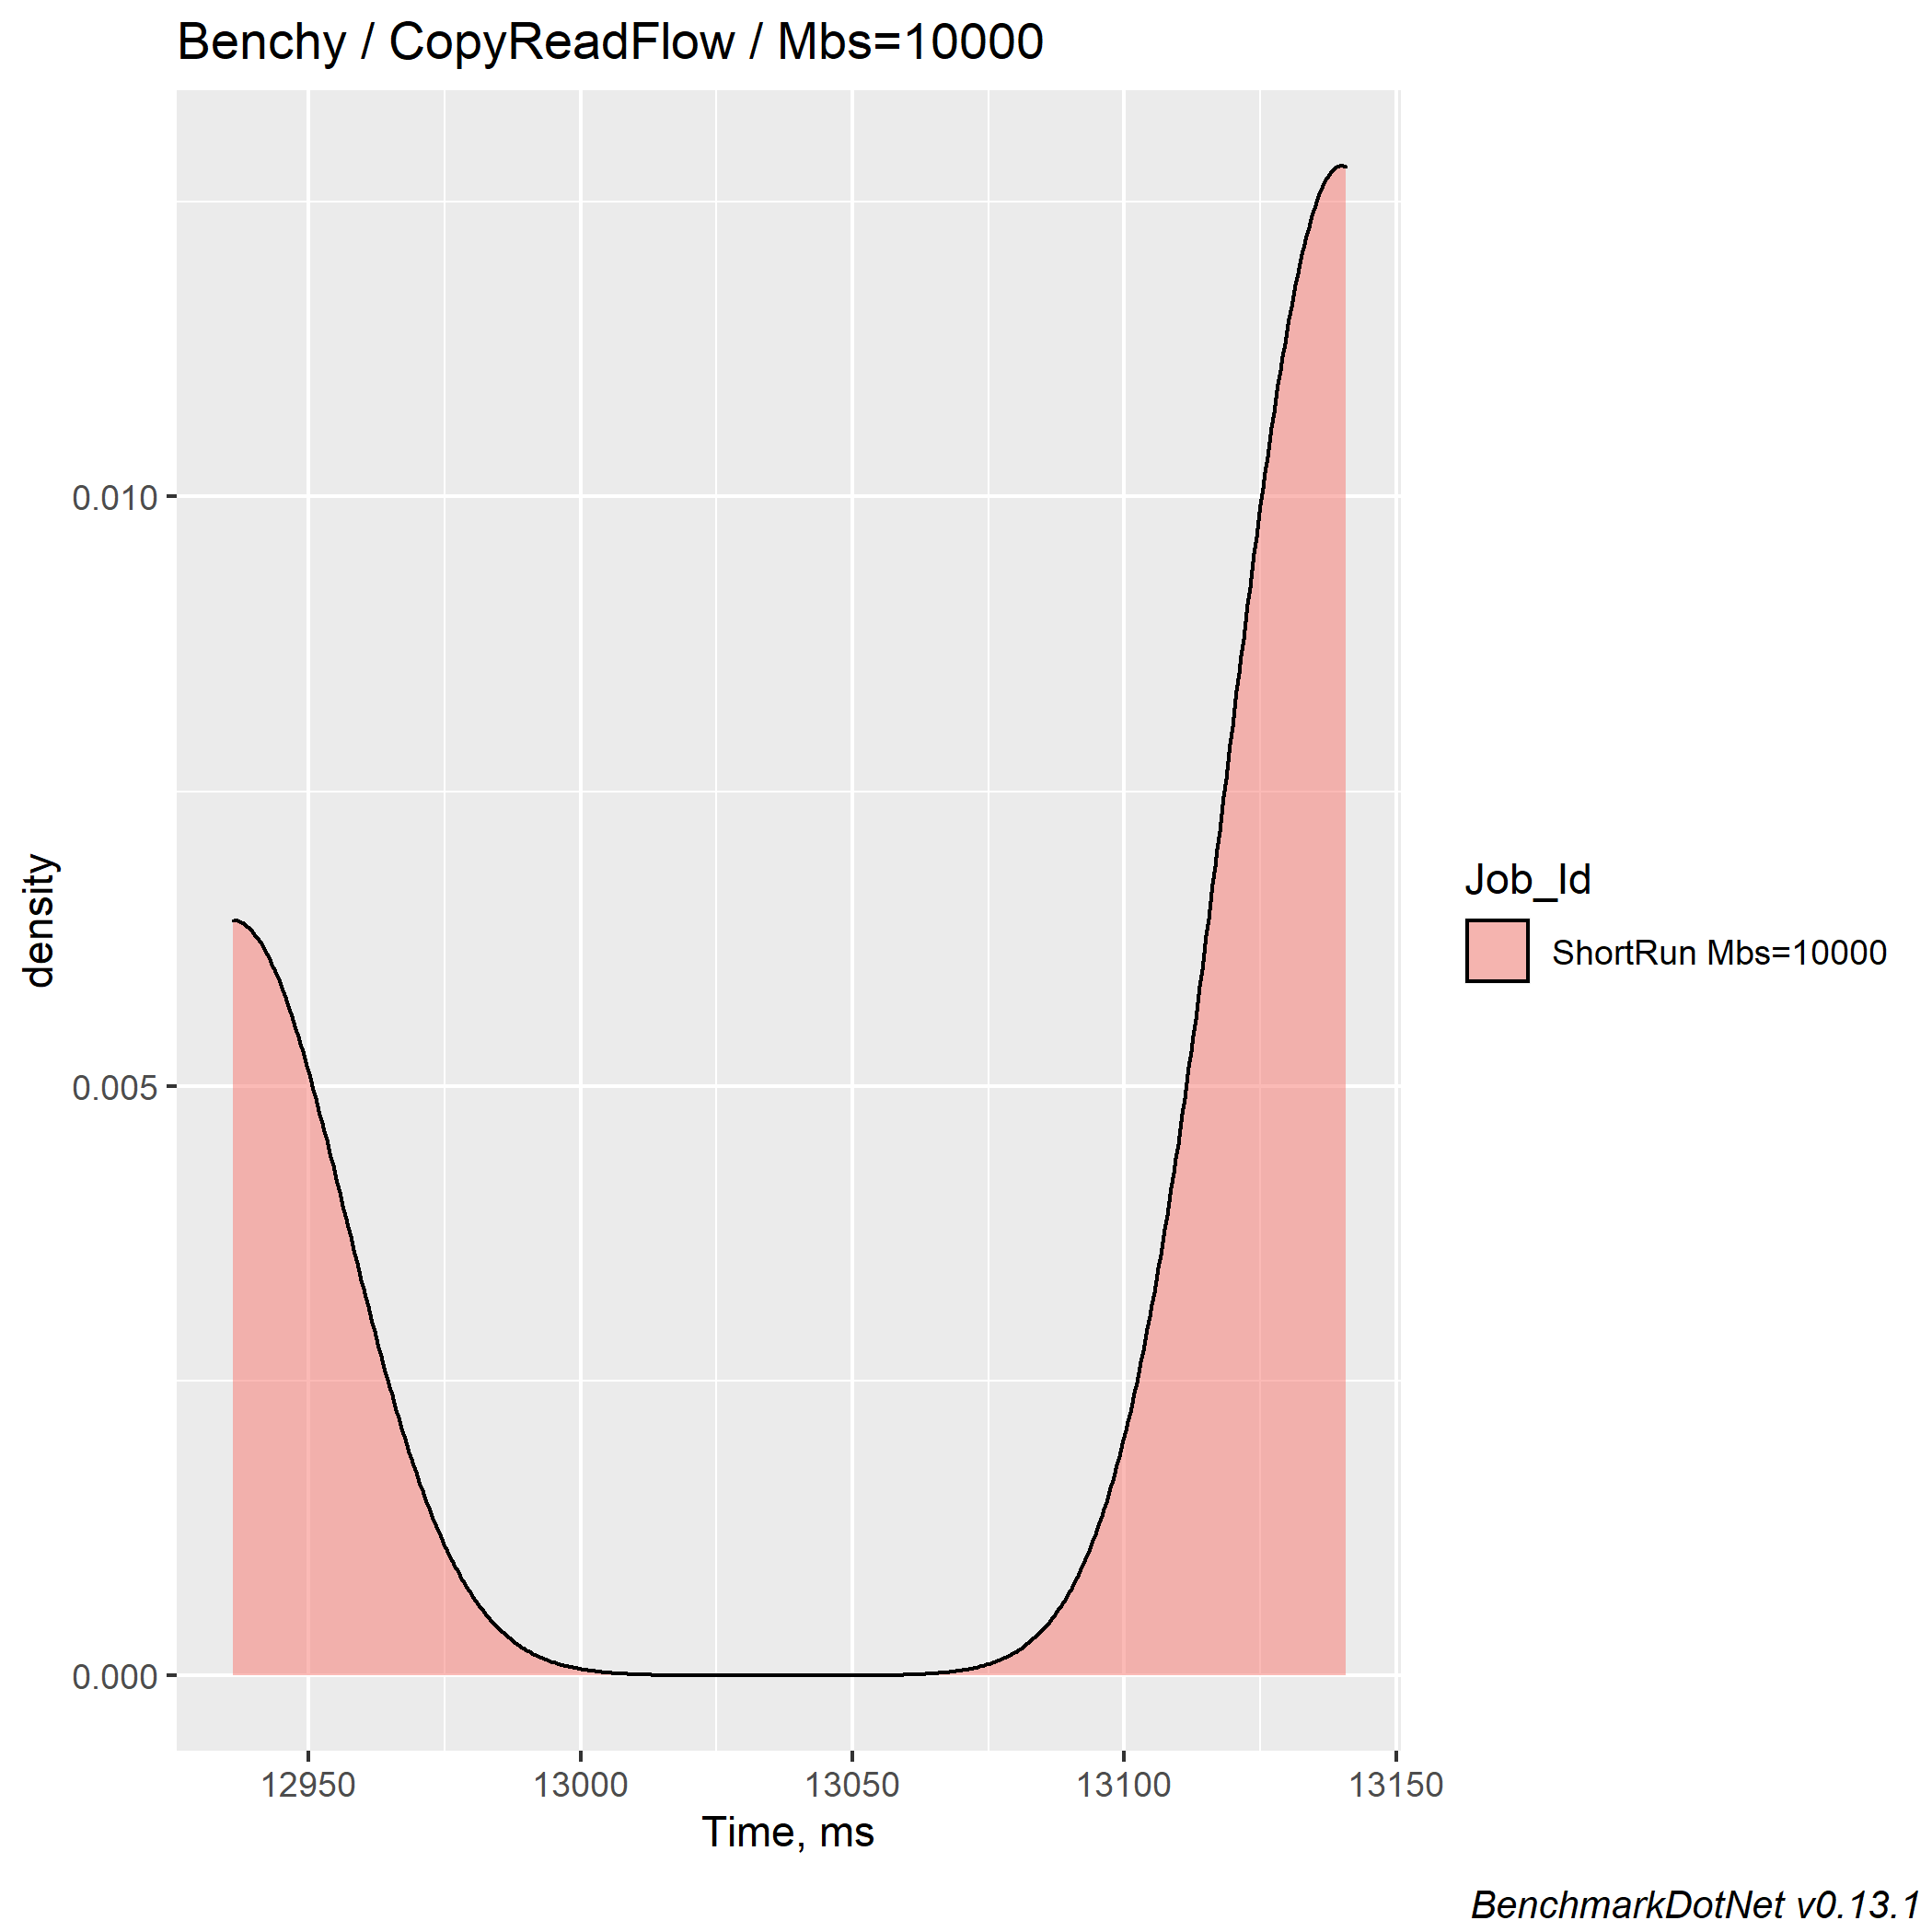 Benchy / CopyReadFlow / Mbs=10000
density
0.010
0.005
0.000
12950 13000 13050 13100 13150
Time, ms
Job_Id
ShortRun Mbs=10000
BenchmarkDotNet v0.13.1